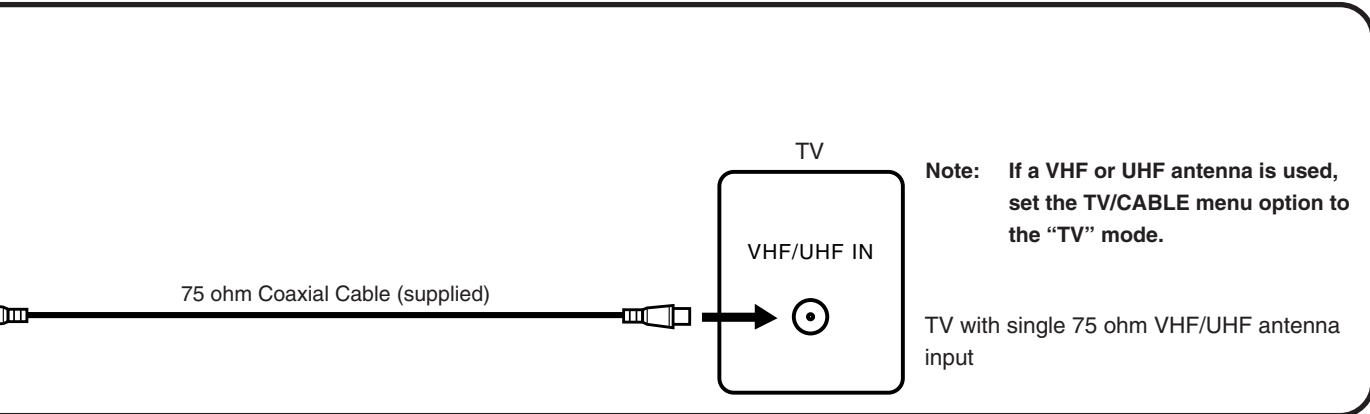 TV
Note: If a VHF or UHF antenna is used,
set the TV/CABLE menu option to
the “TV” mode.
VHF/UHF IN
75 ohm Coaxial Cable (supplied)
TV with single 75 ohm VHF/UHF antenna
input